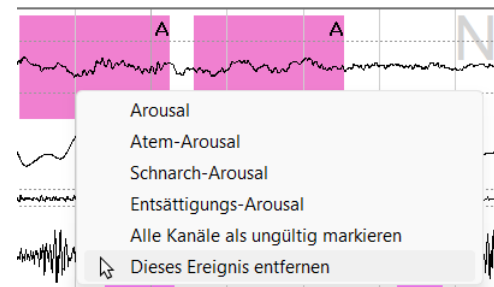 A A N
Arousal
Atem-Arousal
Schnarch-Arousal
Entsättigungs-Arousal
Alle Kanäle als ungültig markieren
Dieses Ereignis entfernen